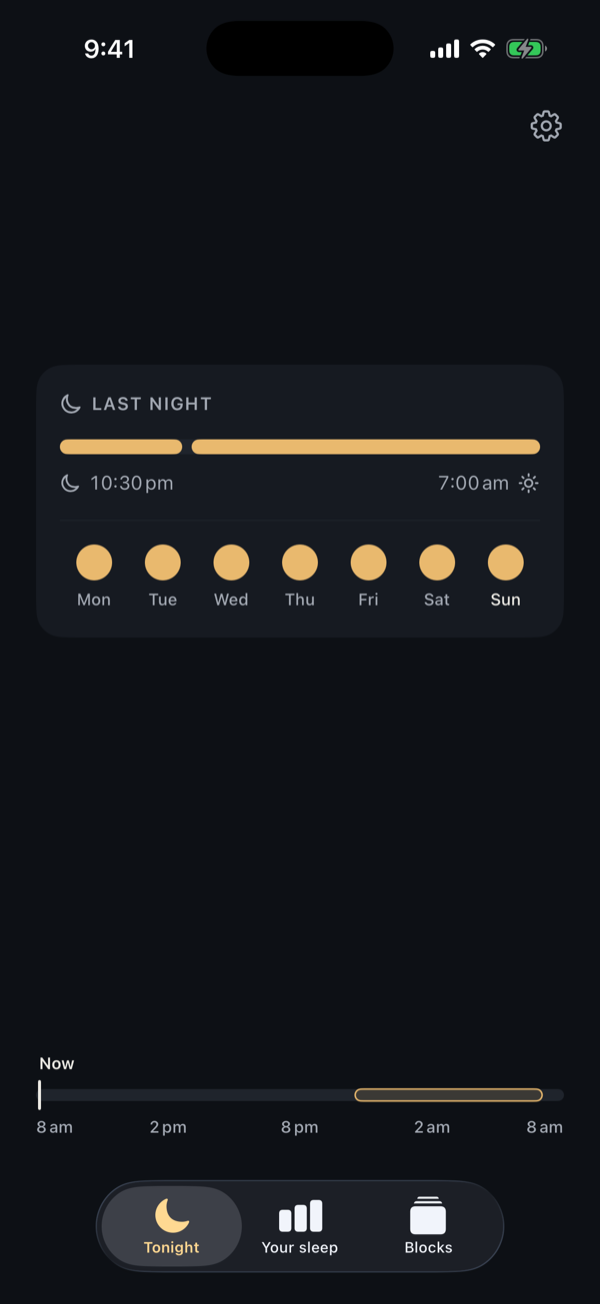 9:41
LAST NIGHT
10:30 pm 7:00 am
Mon Tue Wed Thu Fri Sat Sun
Now
8 am 2 pm 8 pm 2 am 8 am
Tonight Your sleep Blocks